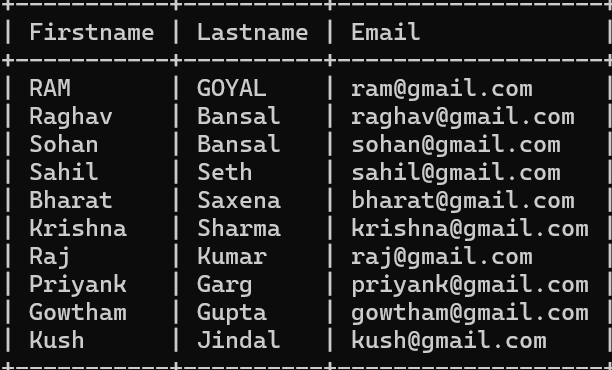 | Firstname | Lastname | Email |
| RAM | GOYAL | ram@gmail.com |
| Raghav | Bansal | raghav@gmail.com |
| Sohan | Bansal | sohan@gmail.com |
| Sahil | Seth | sahil@gmail.com |
| Bharat | Saxena | bharat@gmail.com |
| Krishna | Sharma | krishna@gmail.com |
| Raj | Kumar | raj@gmail.com |
| Priyank | Garg | priyank@gmail.com |
| Gowtham | Gupta | gowtham@gmail.com |
| Kush | Jindal | kush@gmail.com |